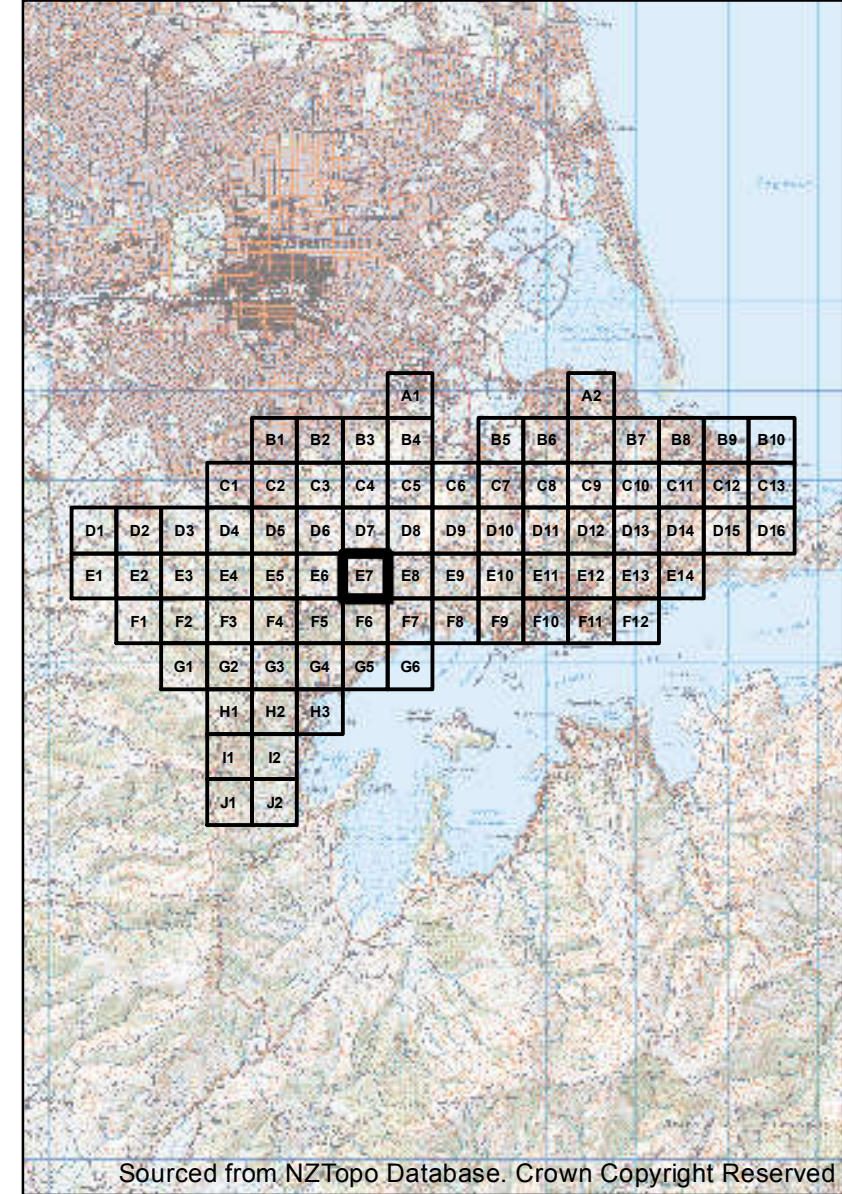 A1 A2
B1 B2 B3 B4 B5 B6 B7 B8 B9 B10
C1 C2 C3 C4 C5 C6 C7 C8 C9 C10 C11 C12 C13
D1 D2 D3 D4 D5 D6 D7 D8 D9 D10 D11 D12 D13 D14 D15 D16
E1 E2 E3 E4 E5 E6 E7 E8 E9 E10 E11 E12 E13 E14
F1 F2 F3 F4 F5 F6 F7 F8 F9 F10 F11 F12
G1 G2 G3 G4 G5 G6
H1 H2 H3
I1 I2
J1 J2
Sourced from NZTopo Database. Crown Copyright Reserved